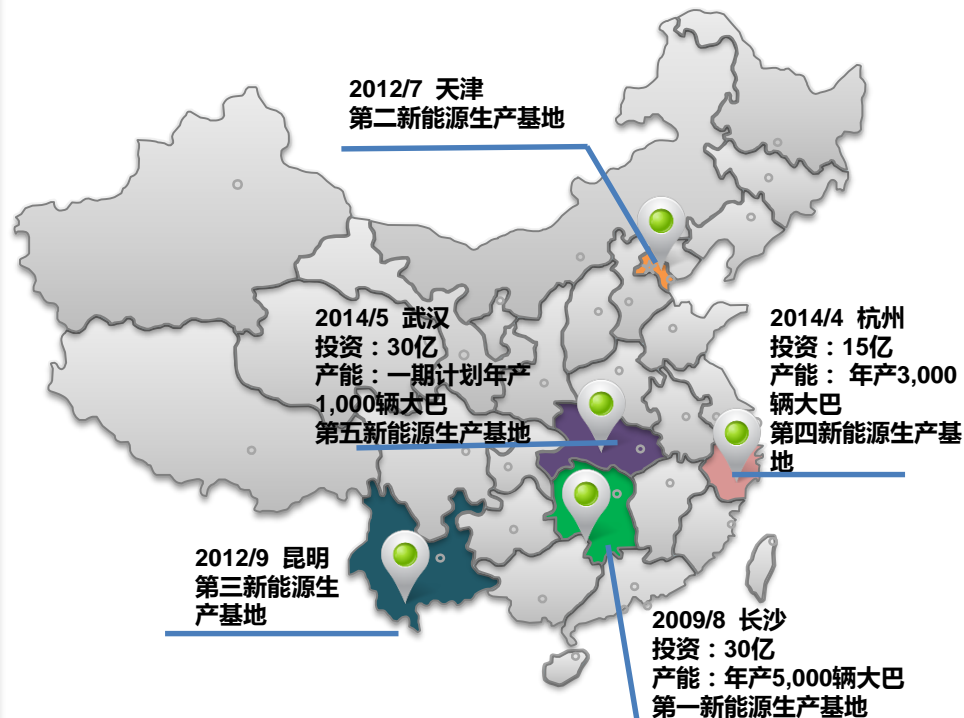 2012/7 天津
第二新能源生产基地
2014/5 武汉
投资：30亿
产能：一期计划年产
1,000辆大巴
第五新能源生产基地
2014/4 杭州
投资：15亿
产能： 年产3,000
辆大巴
第四新能源生产基
地
2012/9 昆明
第三新能源生
产基地
2009/8 长沙
投资：30亿
产能：年产5,000辆大巴
第一新能源生产基地